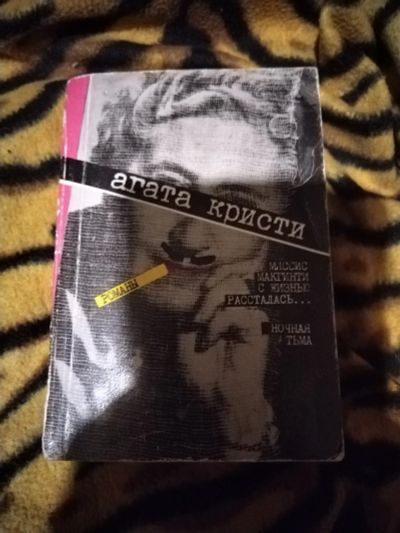 агата кристи
РОМАНЫ
МИССИС
МАКГИНТИ
С ЖИЗНЬЮ
РАССТАЛАСЬ...
НОЧНАЯ
ТЬМА